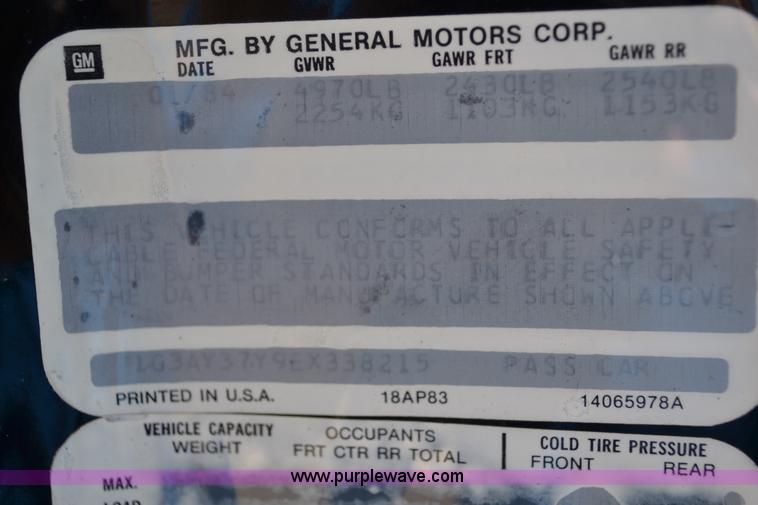 GM
MFG. BY GENERAL MOTORS CORP.
DATE GVWR GAWR FRT GAWR RR
01/84 4970LB 2430LB 2540LB
2254KG 1103KG 1153KG
THIS VEHICLE CONFORMS TO ALL APPLI-
CABLE FEDERAL MOTOR VEHICLE SAFETY
AND BUMPER STANDARDS IN EFFECT ON
THE DATE OF MANUFACTURE SHOWN ABOVE
1G3AY37Y9EX338215 PASS CAR
PRINTED IN U.S.A. 18AP83 14065978A
VEHICLE CAPACITY OCCUPANTS COLD TIRE PRESSURE
WEIGHT FRT CTR RR TOTAL FRONT REAR
www.purplewave.com
MAX.
LOAD